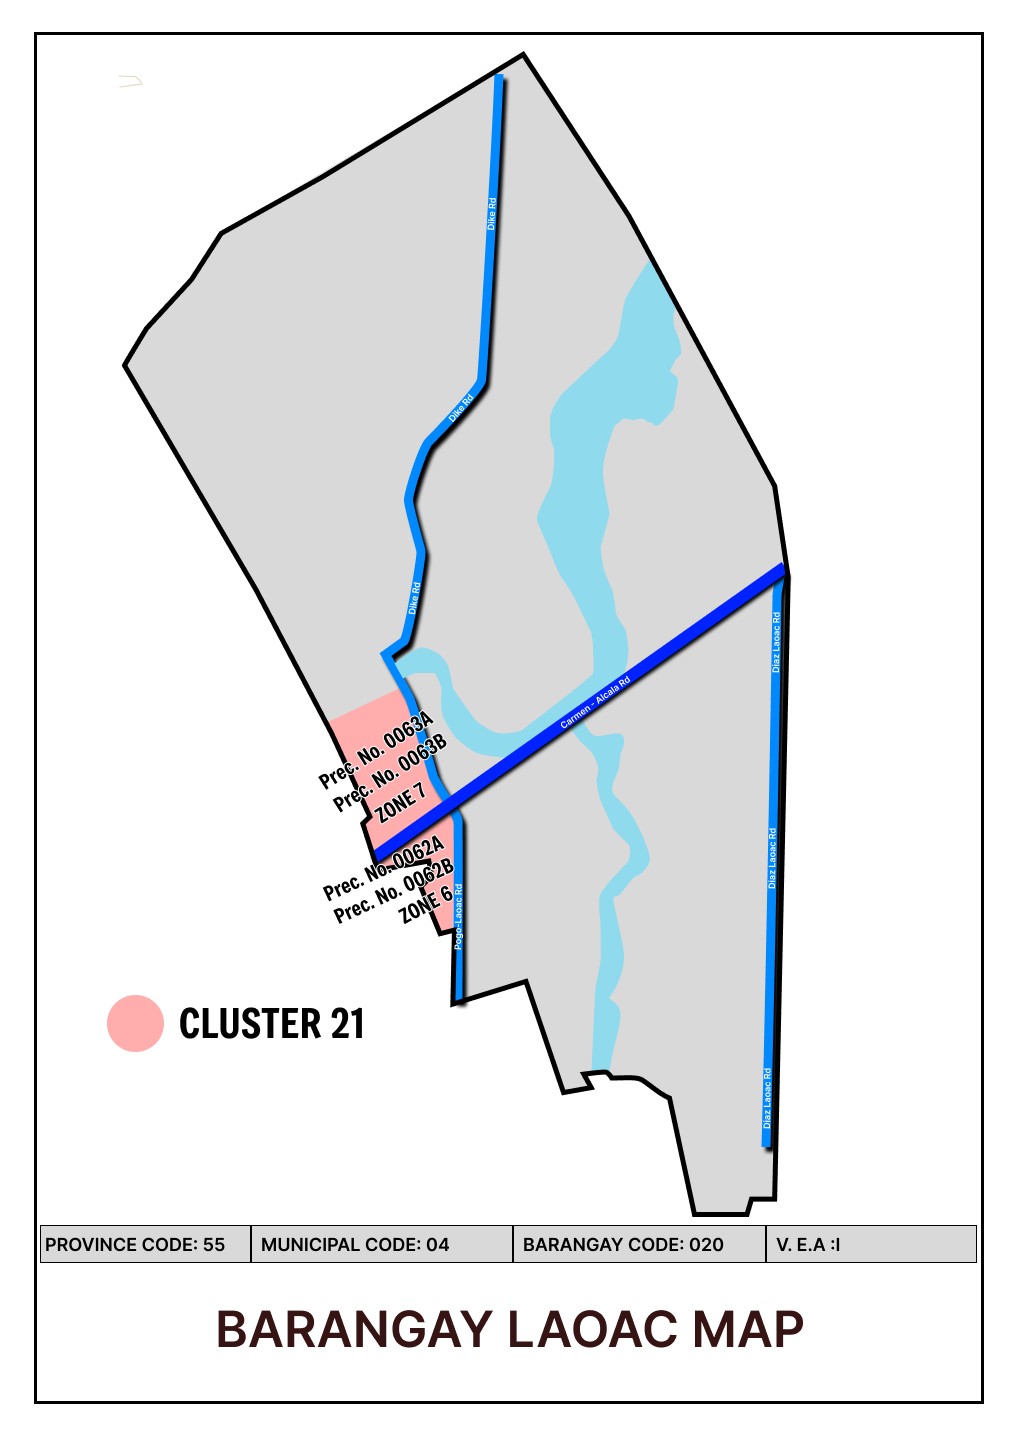 Dike Rd
Dike Rd
Dike Rd
Diaz Laoac Rd
Carmen - Alcala Rd
Prec. No. 0063A
Prec. No. 0063B
ZONE 7
Prec. No. 0062A
Prec. No. 0062B
ZONE 6
Pogo-Laoac Rd
Diaz Laoac Rd
CLUSTER 21
Diaz Laoac Rd
PROVINCE CODE: 55
MUNICIPAL CODE: 04
BARANGAY CODE: 020
V. E.A :I
BARANGAY LAOAC MAP